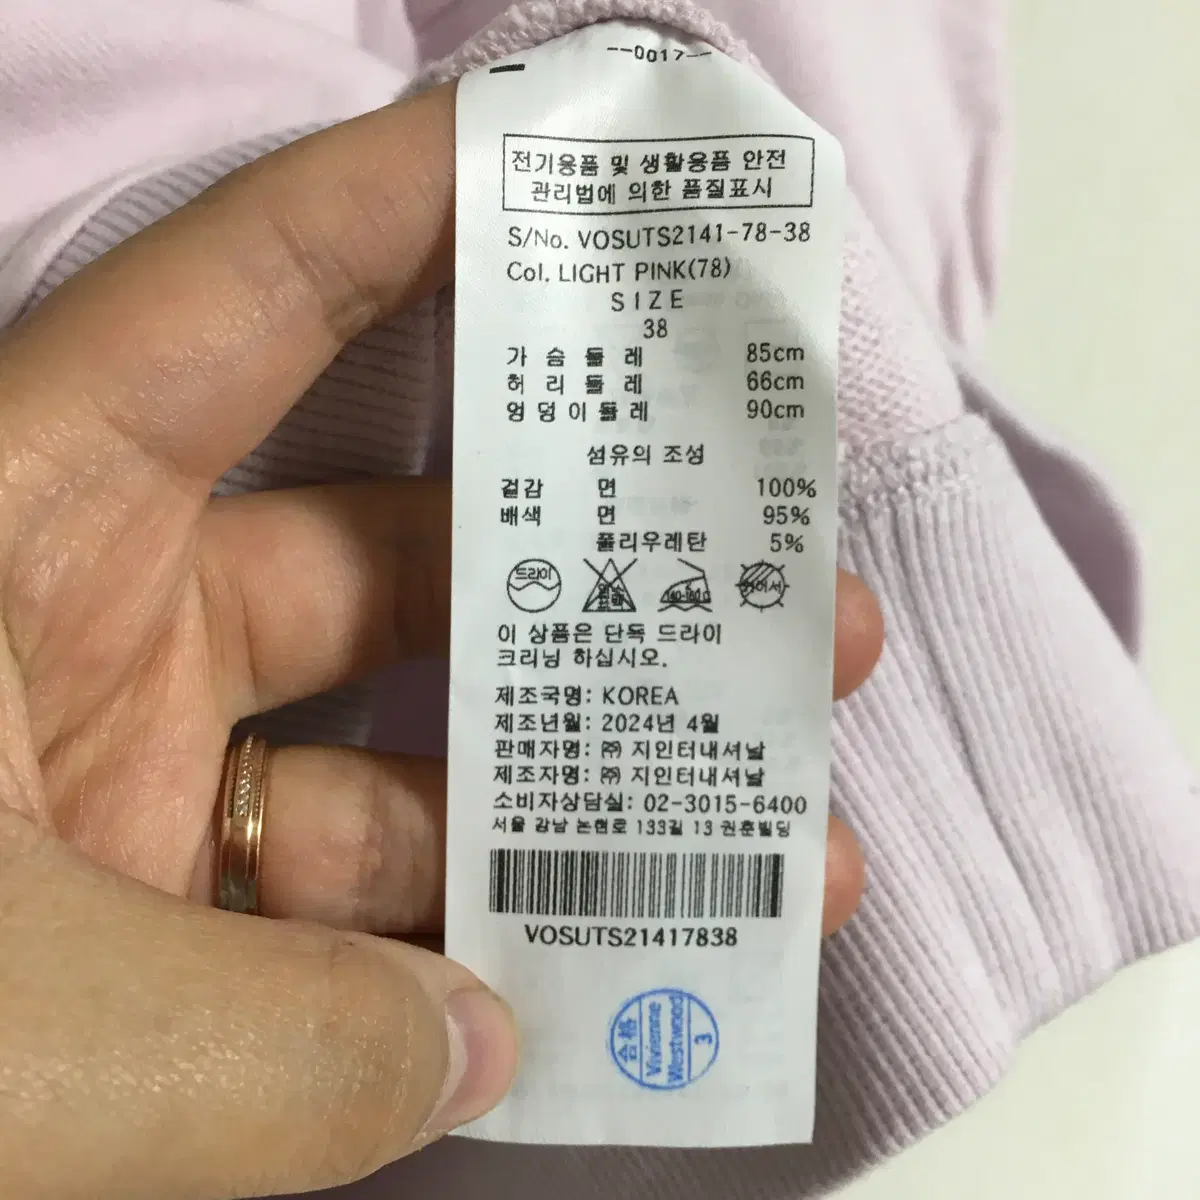 --0017--
전기용품 및 생활용품 안전
관리법에 의한 품질표시
S/No. VOSUTS2141-78-38
Col. LIGHT PINK(78)
SIZE
38
가슴둘레 85cm
허리둘레 66cm
엉덩이둘레 90cm
섬유의 조성
겉감 면 100%
배색 면 95%
폴리우레탄 5%
드라이
이 상품은 단독 드라이
크리닝 하십시오.
제조국명: KOREA
제조년월: 2024년 4월
판매자명: ㈜ 지인터내셔날
제조자명: ㈜ 지인터내셔날
소비자상담실: 02-3015-6400
서울 강남 논현로 133길 13 권훈빌딩
VOSUTS21417838
合格
Vivienne
Westwood
3